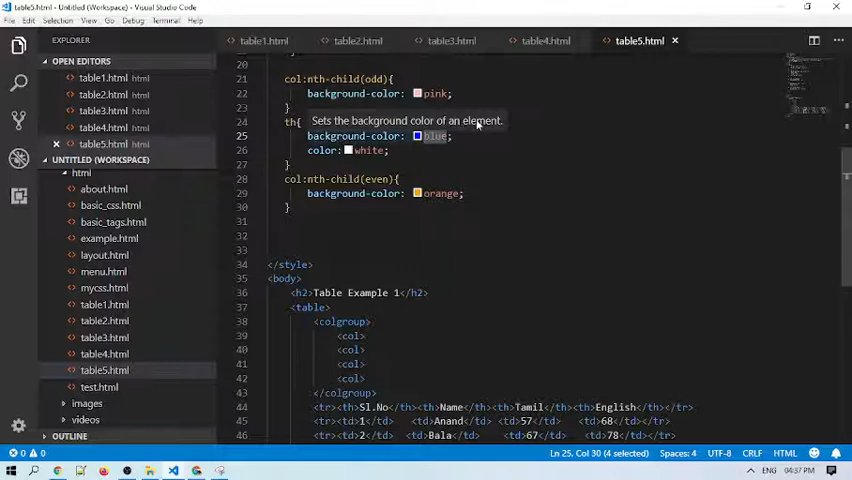 table5.html - Untitled (Workspace) - Visual Studio Code
File Edit Selection View Go Debug Terminal Help
EXPLORER
table1.html table2.html table3.html table4.html table5.html
OPEN EDITORS
table1.html html
table2.html html
table3.html html
table4.html html
table5.html html
UNTITLED (WORKSPACE)
html
about.html
basic_css.html
basic_tags.html
example.html
layout.html
menu.html
mycss.html
table1.html
table2.html
table3.html
table4.html
table5.html
test.html
images
videos
OUTLINE
20
21 col:nth-child(odd){
22 background-color: pink;
23 }
24 th{
Sets the background color of an element.
25 background-color: blue;
26 color: white;
27 }
28 col:nth-child(even){
29 background-color: orange;
30 }
31
32
33
34 </style>
35 <body>
36 <h2>Table Example 1</h2>
37 <table>
38 <colgroup>
39 <col>
40 <col>
41 <col>
42 <col>
43 </colgroup>
44 <tr><th>Sl.No</th><th>Name</th><th>Tamil</th><th>English</th></tr>
45 <tr><td>1</td> <td>Anand</td><td>57</td><td>68</td></tr>
46 <tr><td>2</td> <td>Bala</td> <td>67</td><td>78</td></tr>
0 0 Ln 25, Col 30 (4 selected) Spaces: 4 UTF-8 CRLF HTML
ENG 04:37 PM